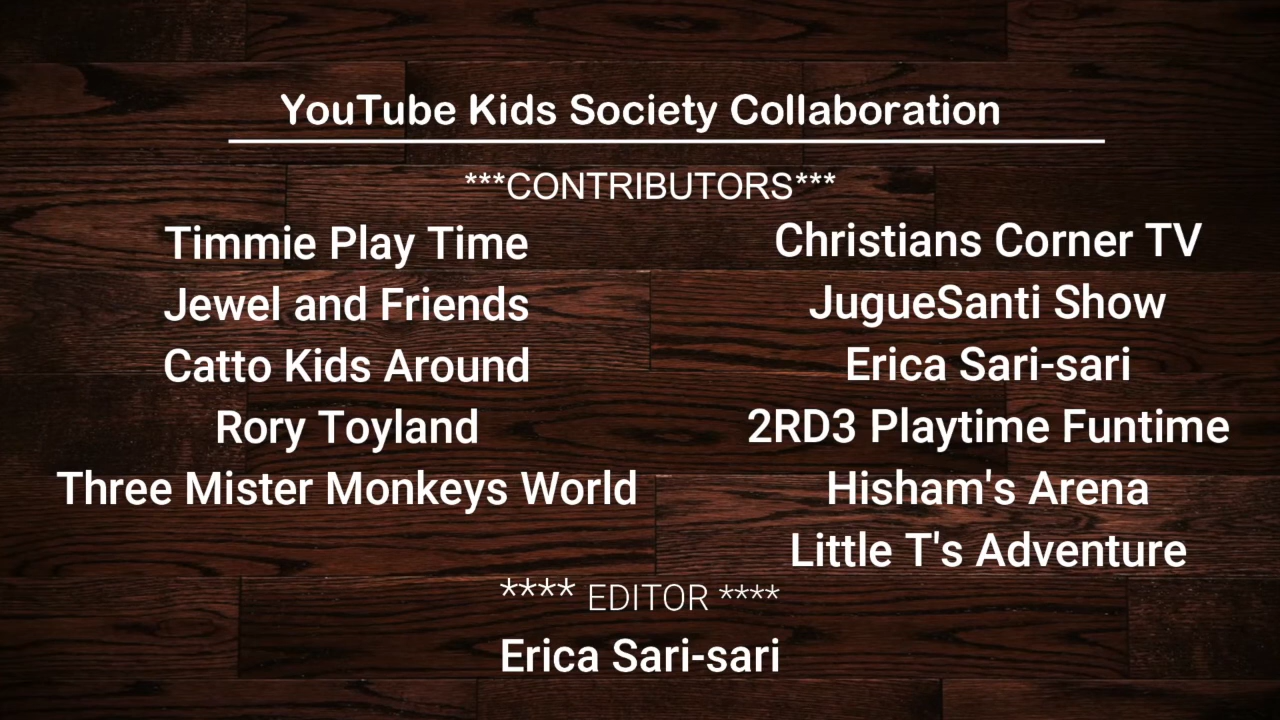 YouTube Kids Society Collaboration
***CONTRIBUTORS***
Timmie Play Time
Jewel and Friends
Catto Kids Around
Rory Toyland
Three Mister Monkeys World
Christians Corner TV
JugueSanti Show
Erica Sari-sari
2RD3 Playtime Funtime
Hisham's Arena
Little T's Adventure
**** EDITOR ****
Erica Sari-sari